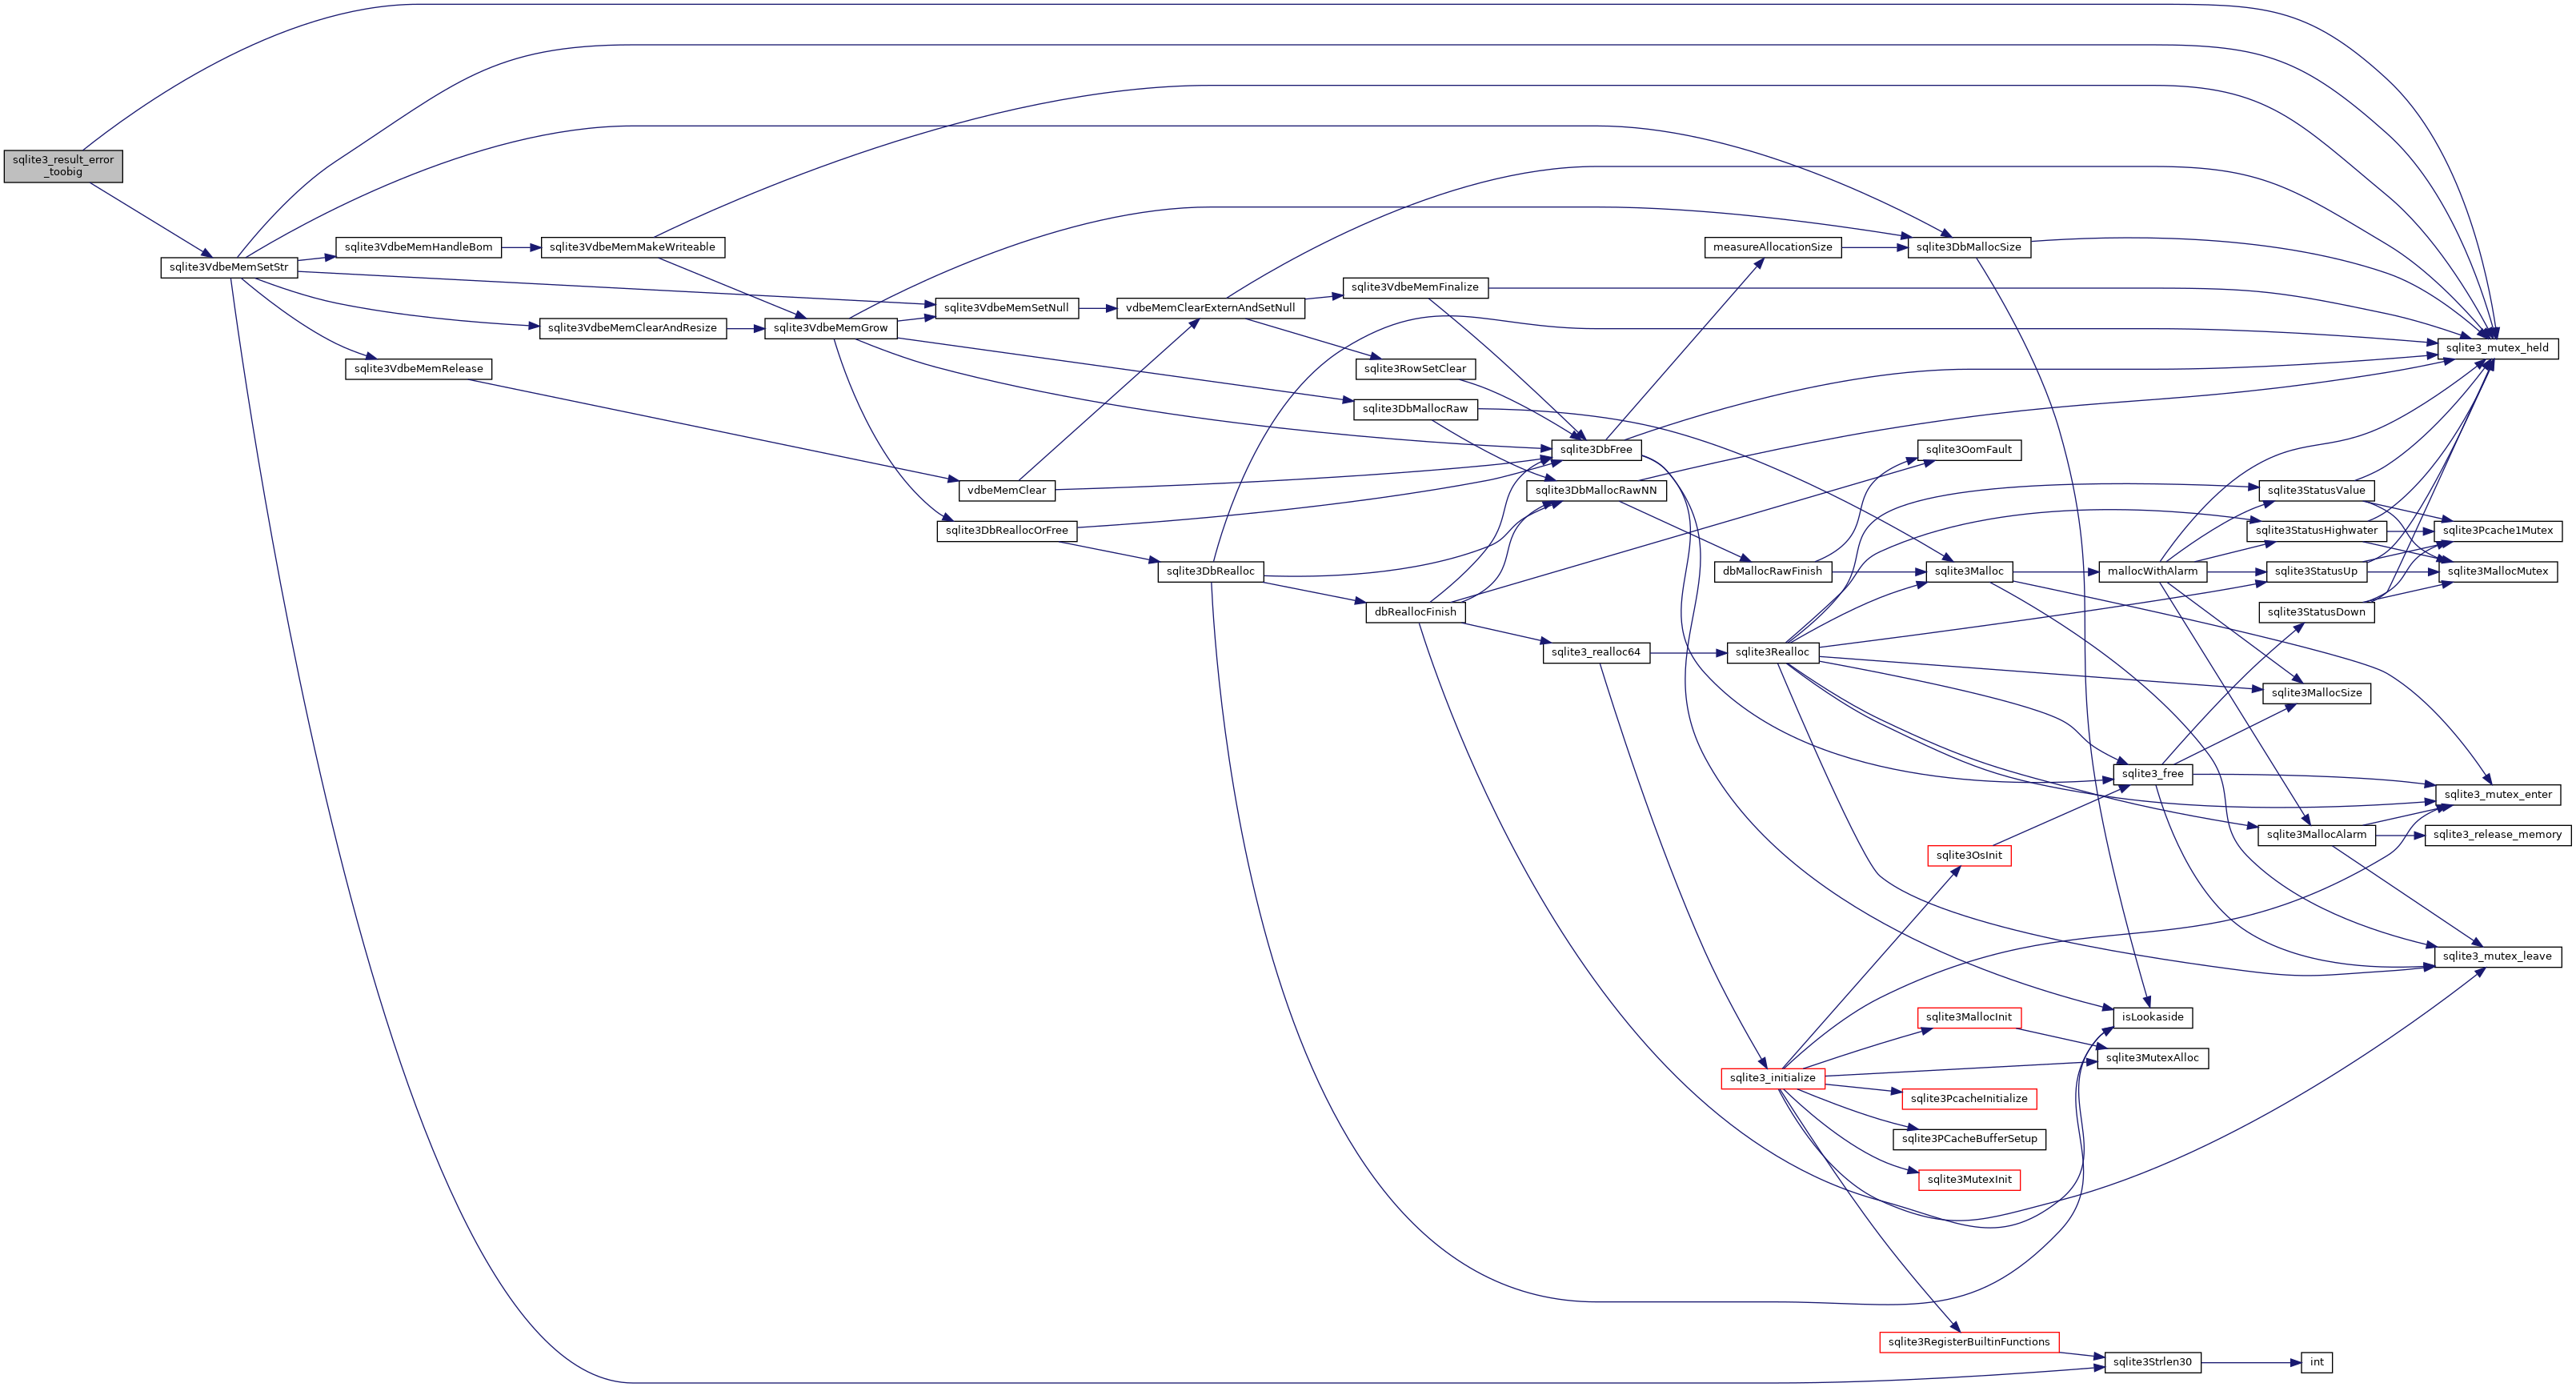 sqlite3_result_error
_toobig
sqlite3VdbeMemSetStr
sqlite3VdbeMemHandleBom
sqlite3VdbeMemRelease
sqlite3VdbeMemMakeWriteable
sqlite3VdbeMemClearAndResize
sqlite3VdbeMemGrow
sqlite3VdbeMemSetNull
vdbeMemClear
sqlite3DbReallocOrFree
vdbeMemClearExternAndSetNull
sqlite3DbRealloc
sqlite3VdbeMemFinalize
sqlite3RowSetClear
sqlite3DbMallocRaw
dbReallocFinish
sqlite3DbFree
sqlite3DbMallocRawNN
sqlite3_realloc64
measureAllocationSize
dbMallocRawFinish
sqlite3Realloc
sqlite3_initialize
sqlite3DbMallocSize
sqlite3OomFault
sqlite3Malloc
sqlite3OsInit
sqlite3MallocInit
sqlite3PcacheInitialize
sqlite3PCacheBufferSetup
sqlite3MutexInit
sqlite3RegisterBuiltinFunctions
mallocWithAlarm
sqlite3_free
isLookaside
sqlite3MutexAlloc
sqlite3Strlen30
sqlite3StatusValue
sqlite3StatusHighwater
sqlite3StatusUp
sqlite3StatusDown
sqlite3MallocSize
sqlite3MallocAlarm
int
sqlite3_mutex_held
sqlite3Pcache1Mutex
sqlite3MallocMutex
sqlite3_mutex_enter
sqlite3_release_memory
sqlite3_mutex_leave